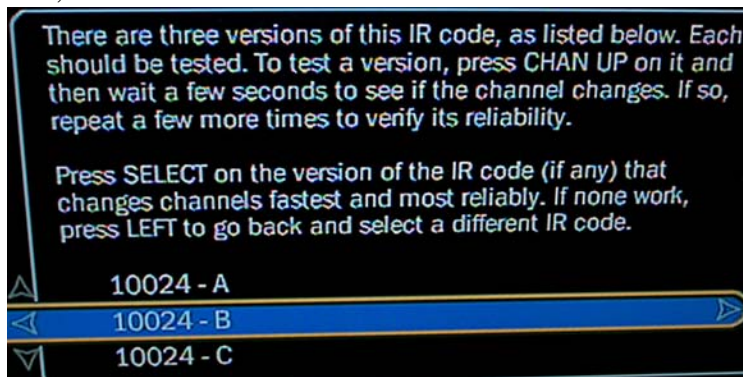 There are three versions of this IR code, as listed below. Each
should be tested. To test a version, press CHAN UP on it and
then wait a few seconds to see if the channel changes. If so,
repeat a few more times to verify its reliability.
Press SELECT on the version of the IR code (if any) that
changes channels fastest and most reliably. If none work,
press LEFT to go back and select a different IR code.
10024 - A
10024 - B
10024 - C